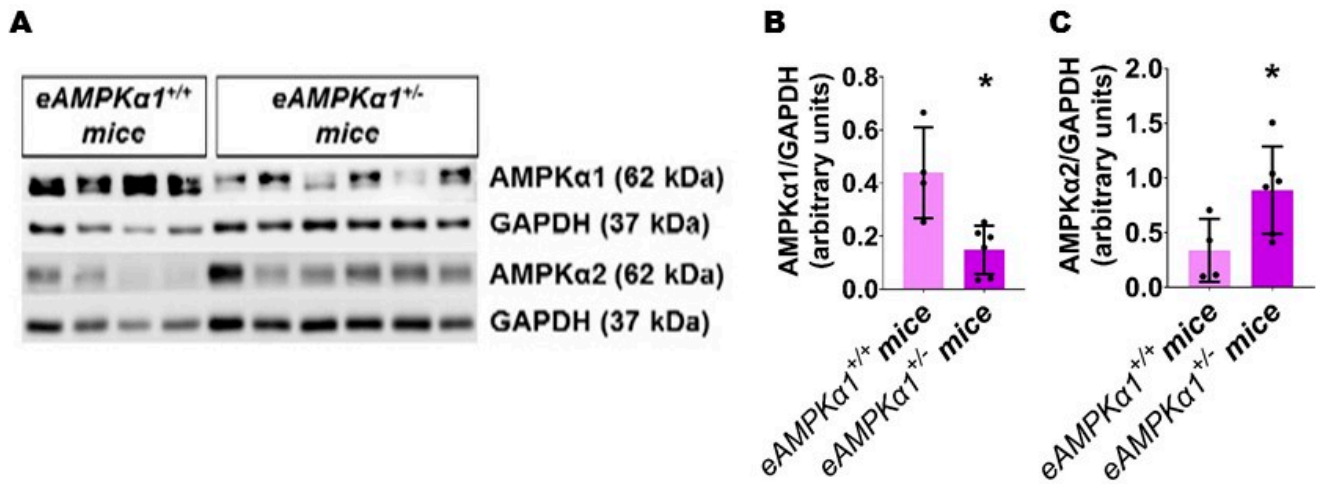 A
eAMPKα1+/+
mice
eAMPKα1+/-
mice
AMPKα1 (62 kDa)
GAPDH (37 kDa)
AMPKα2 (62 kDa)
GAPDH (37 kDa)
B
AMPKα1/GAPDH
(arbitrary units)
0.8
0.6
0.4
0.2
0.0
*
eAMPKα1+/+ mice
eAMPKα1+/- mice
C
AMPKα2/GAPDH
(arbitrary units)
2.0
1.5
1.0
0.5
0.0
*
eAMPKα1+/+ mice
eAMPKα1+/- mice